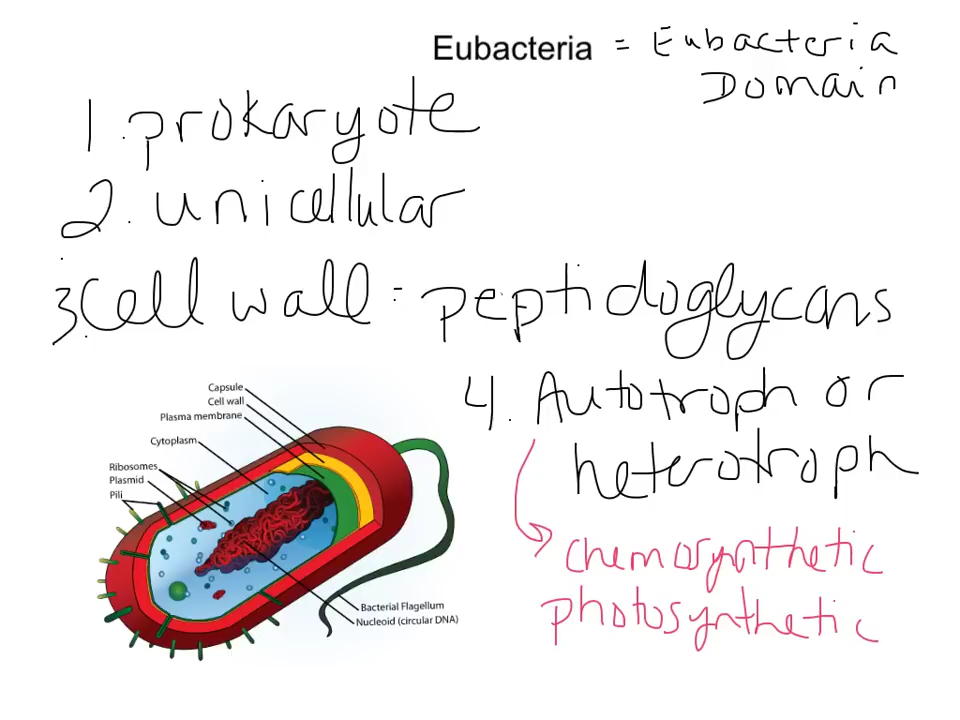 Eubacteria = Eubacteria
Domain
1. prokaryote
2. unicellular
3 Cell wall = peptidoglycans
4. Autotroph or
heterotroph
chemosynthetic
photosynthetic
Capsule
Cell wall
Plasma membrane
Cytoplasm
Ribosomes
Plasmid
Pili
Bacterial Flagellum
Nucleoid (circular DNA)